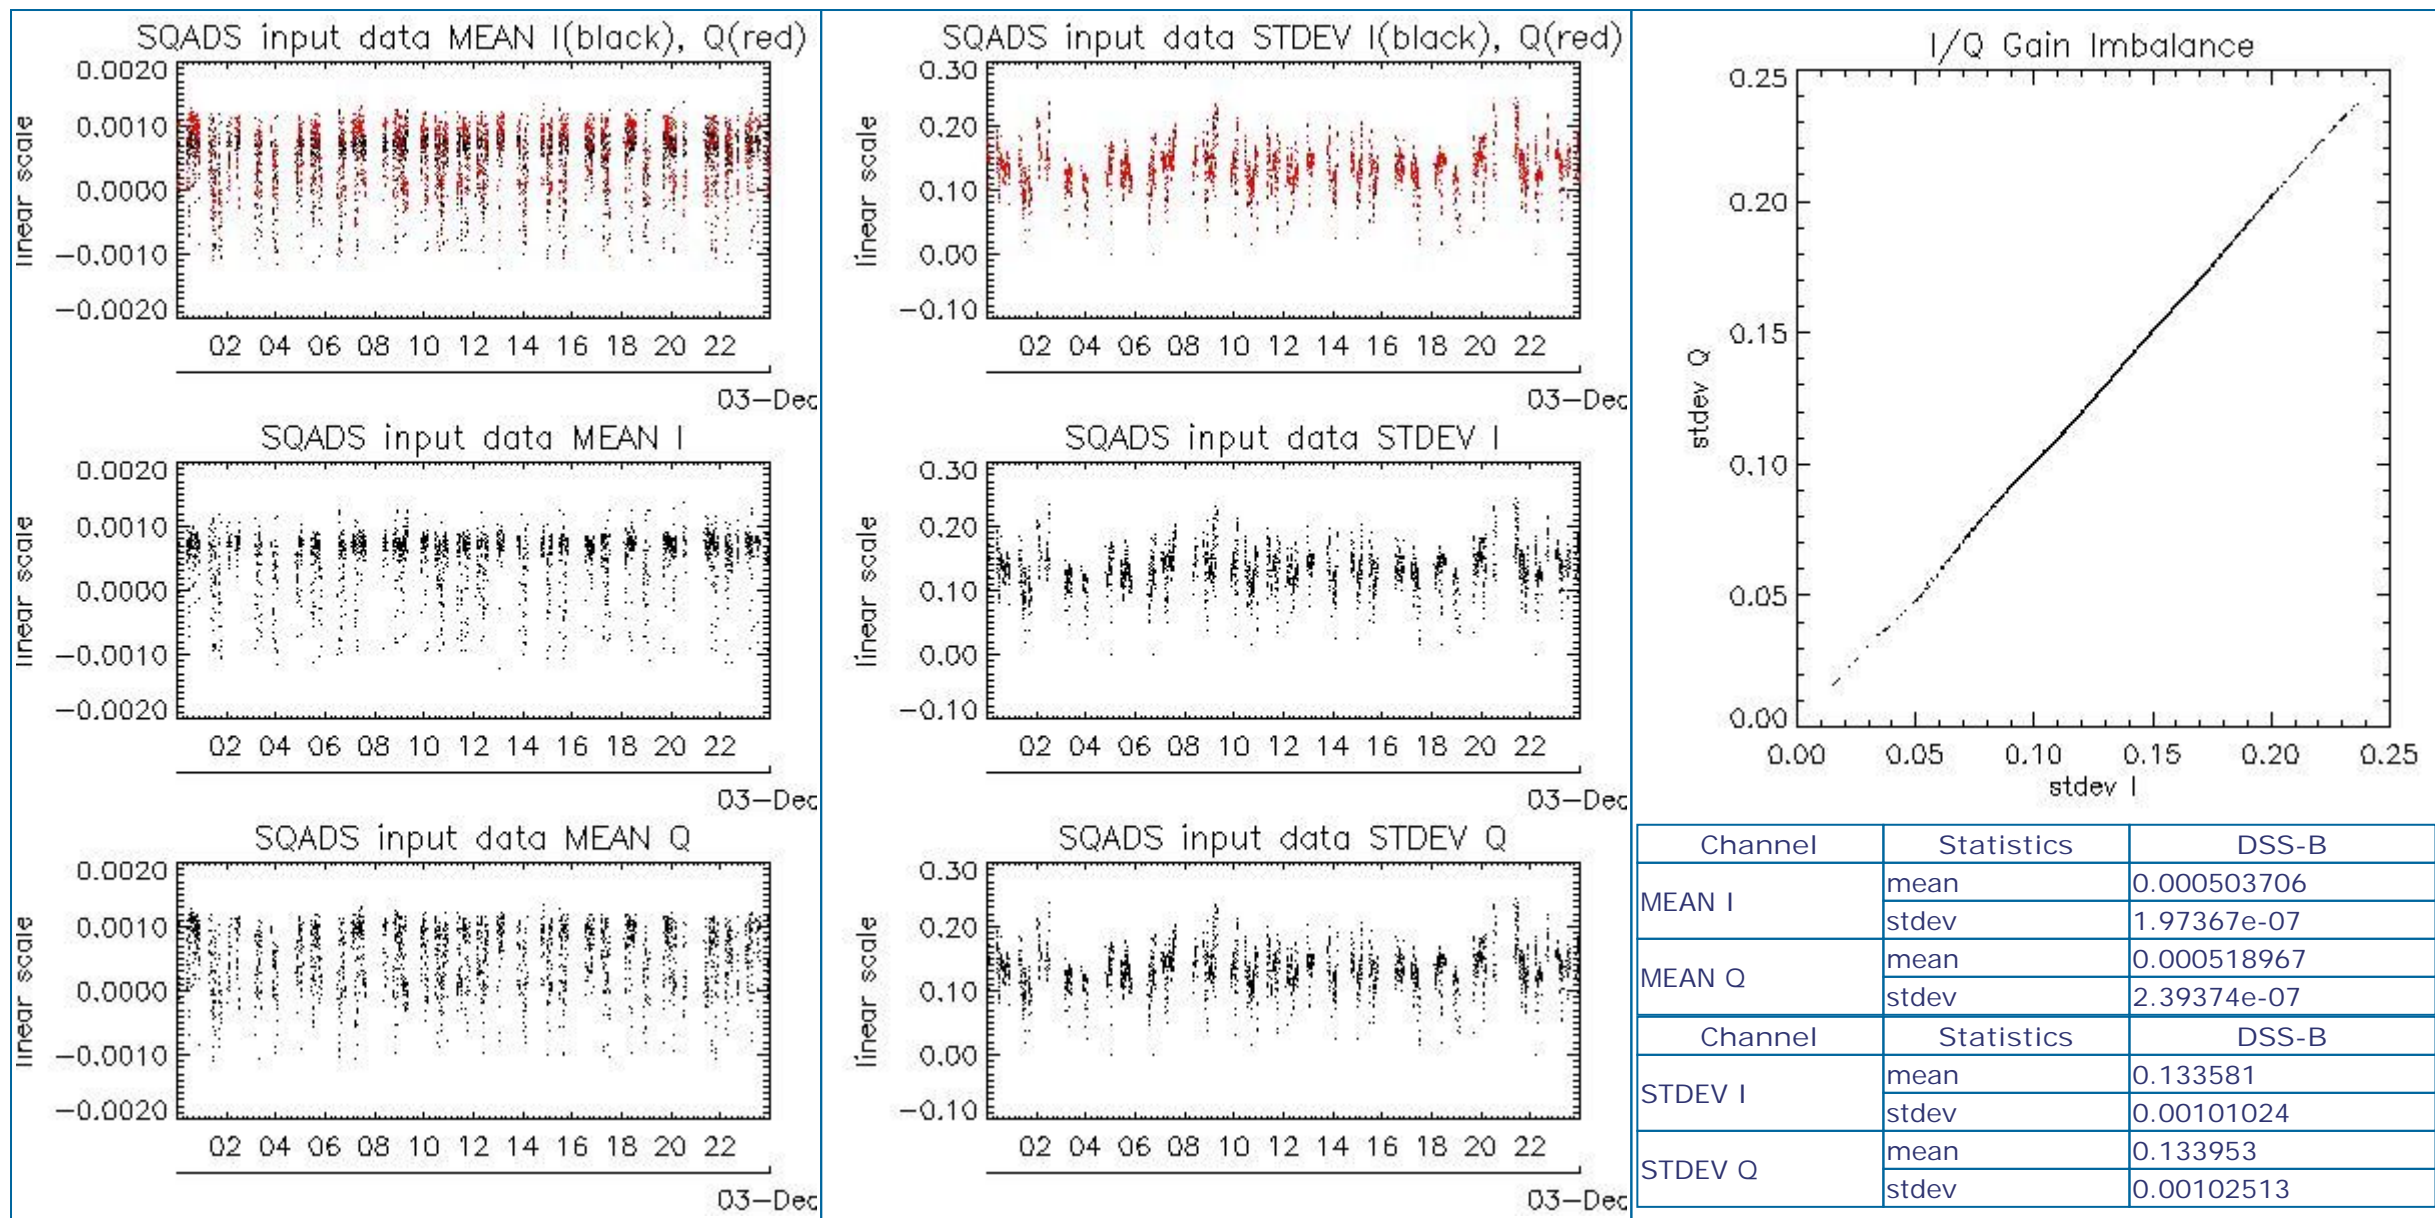 SQADS input data MEAN I(black), Q(red)
0.0020
0.0010
0.0000
-0.0010
-0.0020
linear scale
02 04 06 08 10 12 14 16 18 20 22
03-Dec
SQADS input data MEAN I
0.0020
0.0010
0.0000
-0.0010
-0.0020
linear scale
02 04 06 08 10 12 14 16 18 20 22
03-Dec
SQADS input data MEAN Q
0.0020
0.0010
0.0000
-0.0010
-0.0020
linear scale
02 04 06 08 10 12 14 16 18 20 22
03-Dec
SQADS input data STDEV I(black), Q(red)
0.30
0.20
0.10
0.00
-0.10
linear scale
02 04 06 08 10 12 14 16 18 20 22
03-Dec
SQADS input data STDEV I
0.30
0.20
0.10
0.00
-0.10
linear scale
02 04 06 08 10 12 14 16 18 20 22
03-Dec
SQADS input data STDEV Q
0.30
0.20
0.10
0.00
-0.10
linear scale
02 04 06 08 10 12 14 16 18 20 22
03-Dec
I/Q Gain Imbalance
0.25
0.20
0.15
0.10
0.05
0.00
stdev Q
0.00 0.05 0.10 0.15 0.20 0.25
stdev I
Channel Statistics DSS-B
MEAN I
mean 0.000503706
stdev 1.97367e-07
MEAN Q
mean 0.000518967
stdev 2.39374e-07
Channel Statistics DSS-B
STDEV I
mean 0.133581
stdev 0.00101024
STDEV Q
mean 0.133953
stdev 0.00102513